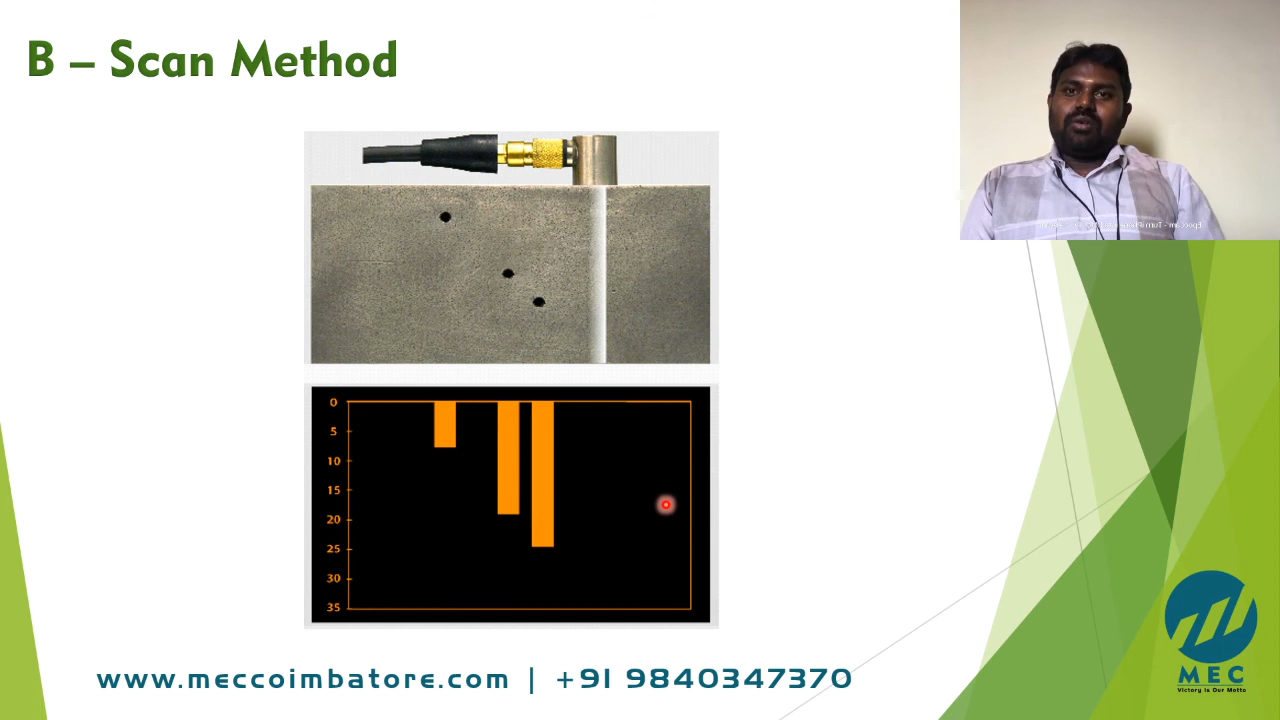 B – Scan Method
0
5
10
15
20
25
30
35
www.meccoimbatore.com | +91 9840347370
MEC
Victory is Our Motto